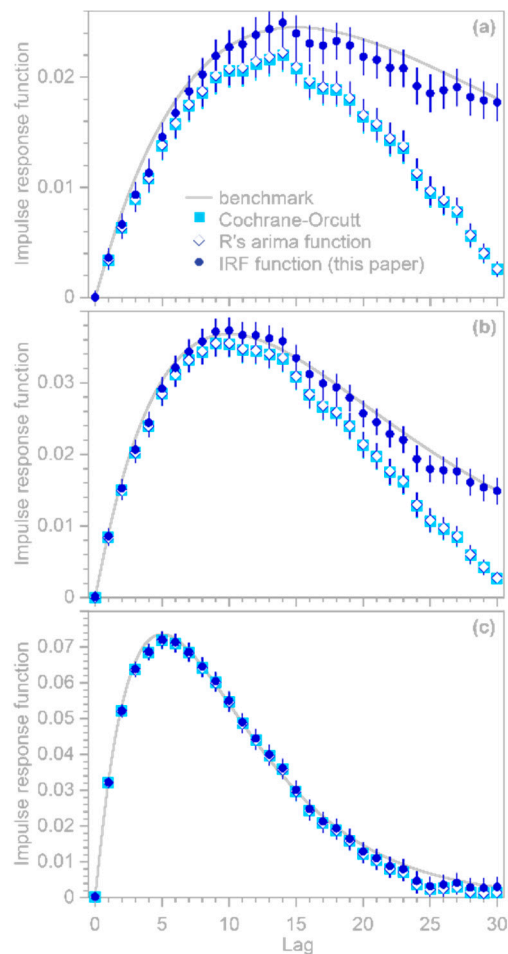 (a)
Impulse response function
0.02
0.01
0
benchmark
Cochrane-Orcutt
R's arima function
IRF function (this paper)
(b)
Impulse response function
0.03
0.02
0.01
0
(c)
Impulse response function
0.07
0.06
0.05
0.04
0.03
0.02
0.01
0
0 5 10 15 20 25 30
Lag